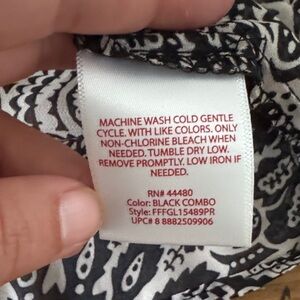 MACHINE WASH COLD GENTLE
CYCLE. WITH LIKE COLORS. ONLY
NON-CHLORINE BLEACH WHEN
NEEDED. TUMBLE DRY LOW.
REMOVE PROMPTLY. LOW IRON IF
NEEDED.
RN# 44480
Color: BLACK COMBO
Style: FFFGL15489PR
UPC# 8 8882509906